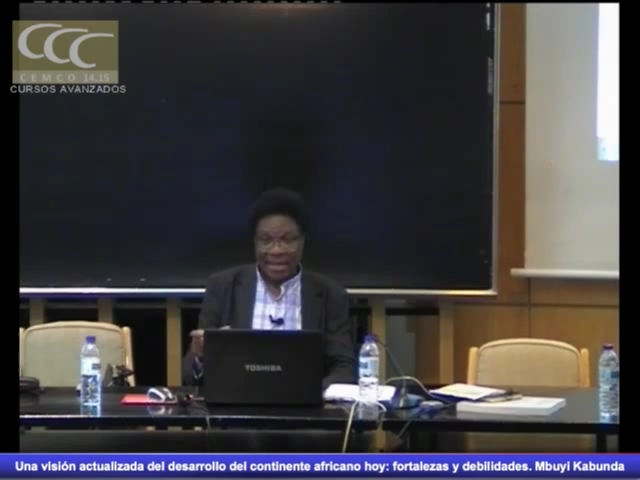 CCC
CEMCO 14.15
CURSOS AVANZADOS
TOSHIBA
Una visión actualizada del desarrollo del continente africano hoy: fortalezas y debilidades. Mbuyi Kabunda